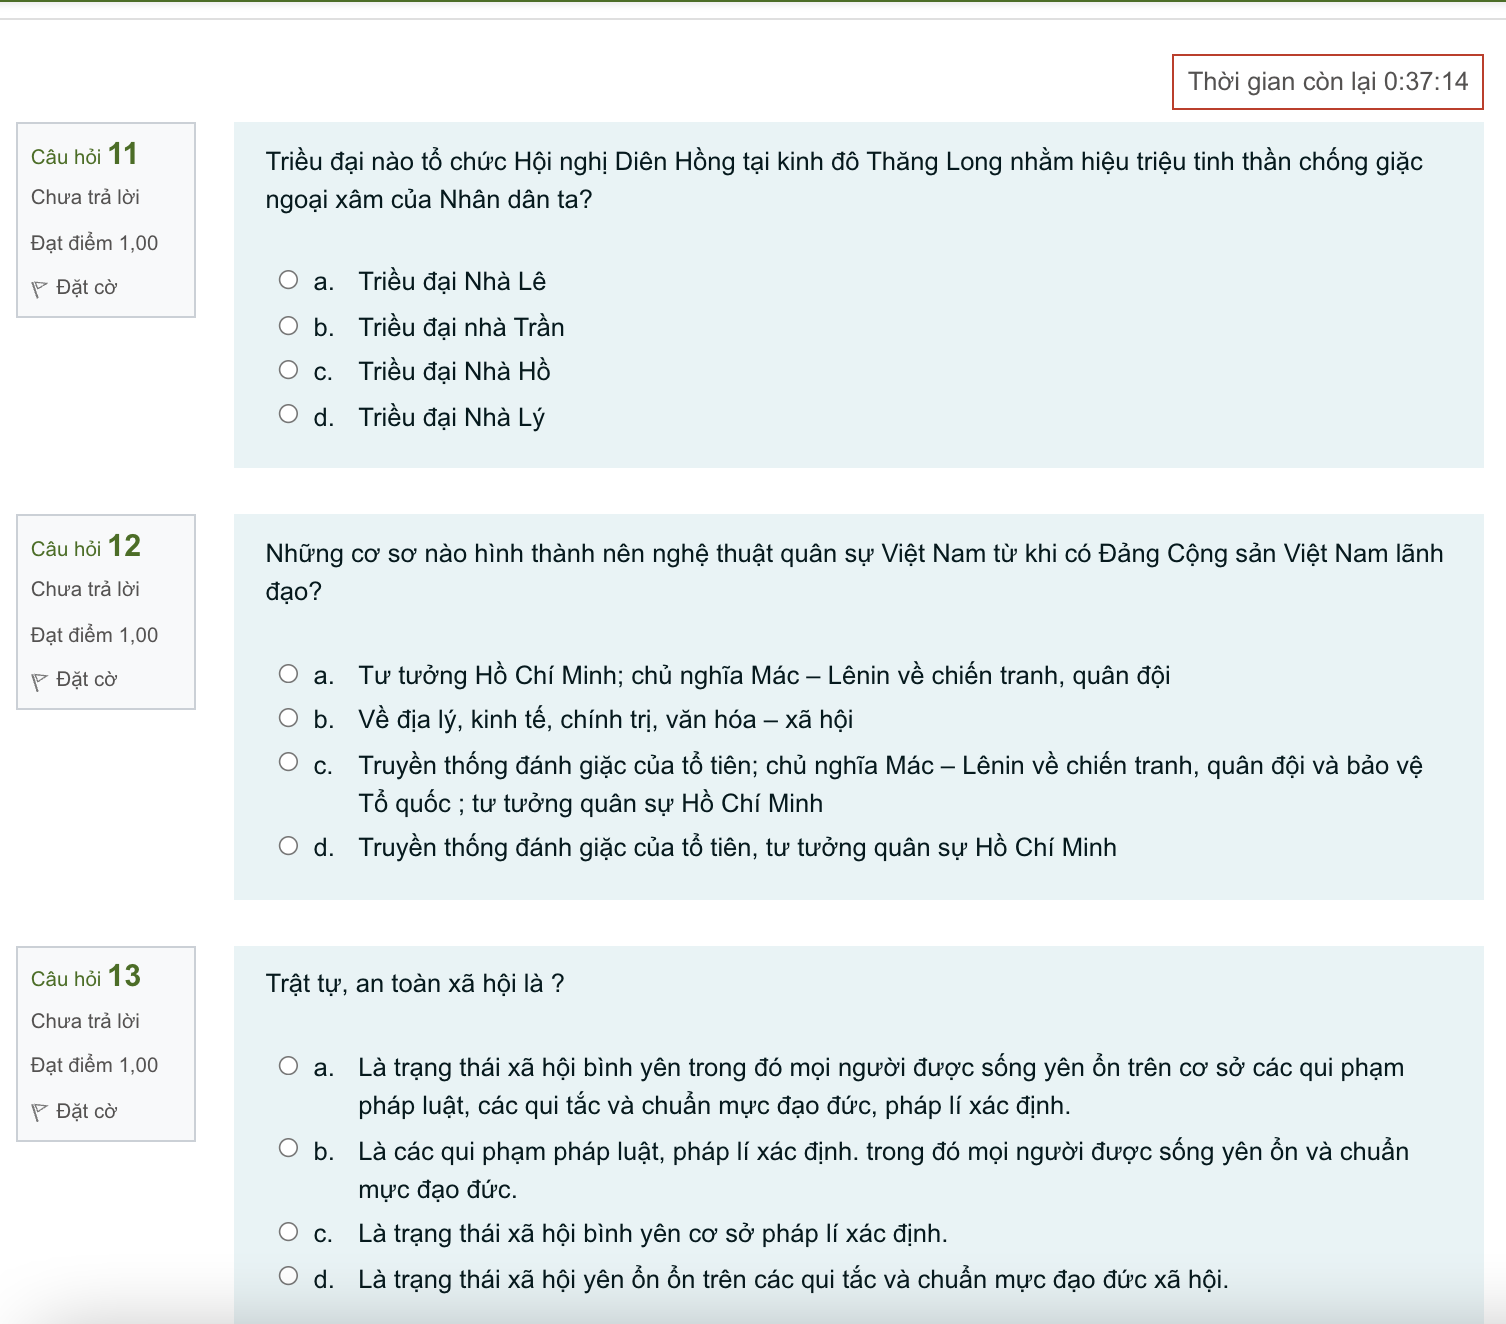 Thời gian còn lại 0:37:14
Câu hỏi 11
Chưa trả lời
Đạt điểm 1,00
Đặt cờ
Triều đại nào tổ chức Hội nghị Diên Hồng tại kinh đô Thăng Long nhằm hiệu triệu tinh thần chống giặc
ngoại xâm của Nhân dân ta?
a. Triều đại Nhà Lê
b. Triều đại nhà Trần
c. Triều đại Nhà Hồ
d. Triều đại Nhà Lý
Câu hỏi 12
Chưa trả lời
Đạt điểm 1,00
Đặt cờ
Những cơ sơ nào hình thành nên nghệ thuật quân sự Việt Nam từ khi có Đảng Cộng sản Việt Nam lãnh
đạo?
a. Tư tưởng Hồ Chí Minh; chủ nghĩa Mác – Lênin về chiến tranh, quân đội
b. Về địa lý, kinh tế, chính trị, văn hóa – xã hội
c. Truyền thống đánh giặc của tổ tiên; chủ nghĩa Mác – Lênin về chiến tranh, quân đội và bảo vệ
Tổ quốc ; tư tưởng quân sự Hồ Chí Minh
d. Truyền thống đánh giặc của tổ tiên, tư tưởng quân sự Hồ Chí Minh
Câu hỏi 13
Chưa trả lời
Đạt điểm 1,00
Đặt cờ
Trật tự, an toàn xã hội là ?
a. Là trạng thái xã hội bình yên trong đó mọi người được sống yên ổn trên cơ sở các qui phạm
pháp luật, các qui tắc và chuẩn mực đạo đức, pháp lí xác định.
b. Là các qui phạm pháp luật, pháp lí xác định. trong đó mọi người được sống yên ổn và chuẩn
mực đạo đức.
c. Là trạng thái xã hội bình yên cơ sở pháp lí xác định.
d. Là trạng thái xã hội yên ổn ổn trên các qui tắc và chuẩn mực đạo đức xã hội.